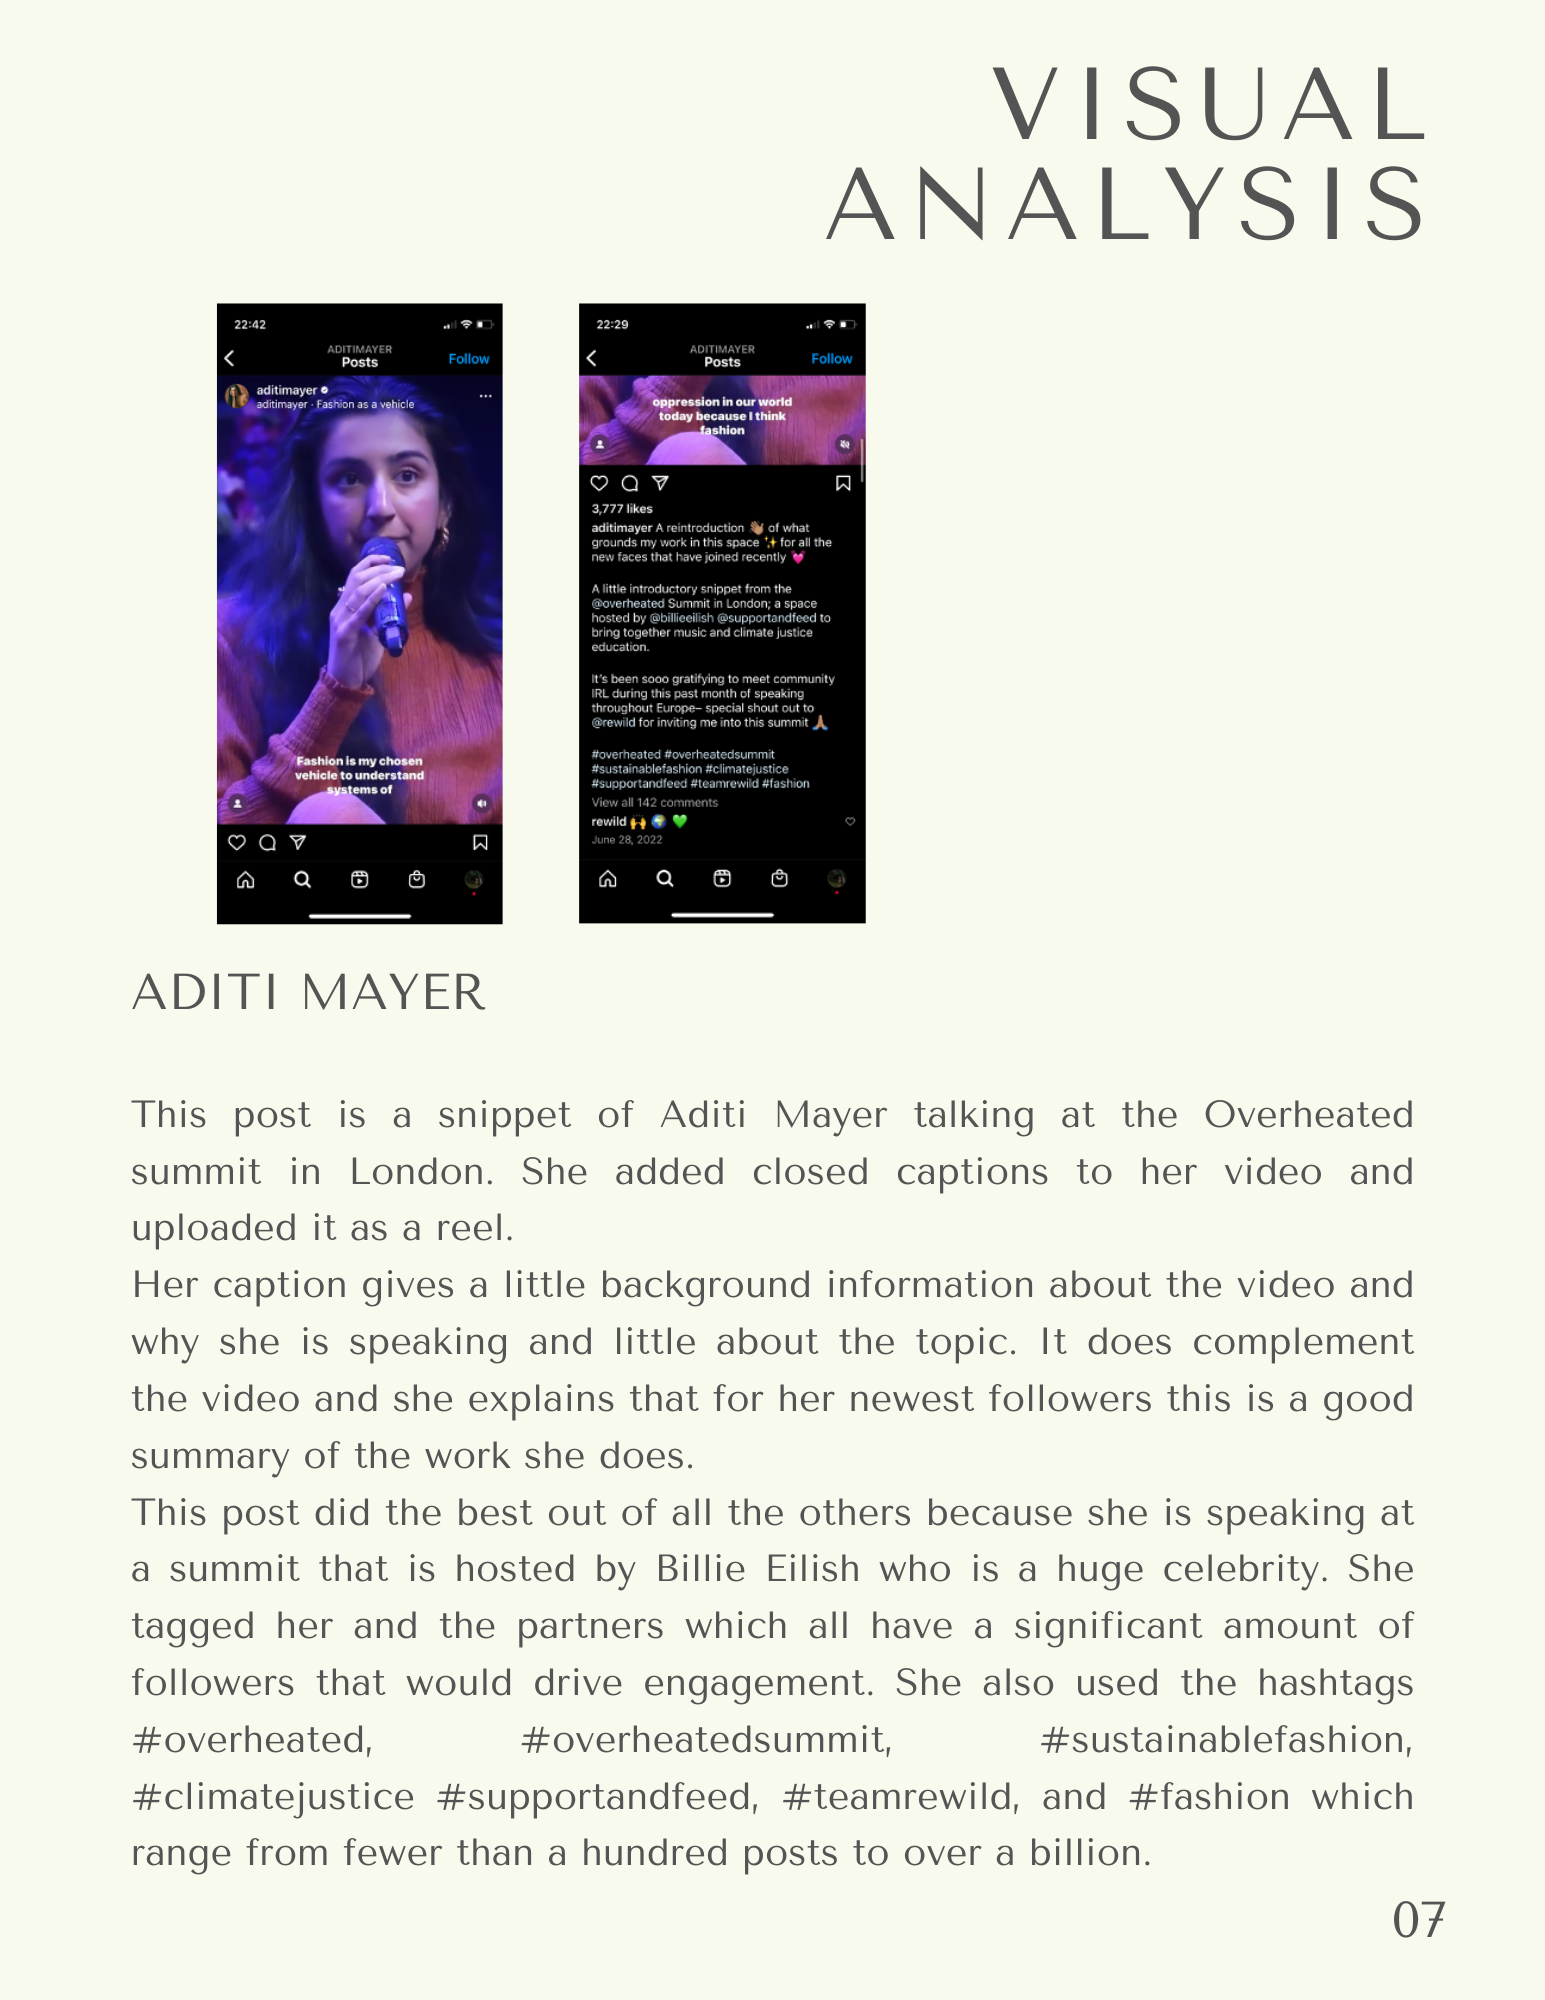 VISUAL
ANALYSIS
22:42
ADITIMAYER
Posts
Follow
aditimayer
aditimayer · Fashion as a vehicle
Fashion is my chosen
vehicle to understand
systems of
22:29
ADITIMAYER
Posts
Follow
oppression in our world
today because I think
fashion
3,777 likes
aditimayer A reintroduction 👋🏽 of what
grounds my work in this space ✨ for all the
new faces that have joined recently 💓
A little introductory snippet from the
@overheated Summit in London; a space
hosted by @billieeilish @supportandfeed to
bring together music and climate justice
education.
It's been sooo gratifying to meet community
IRL during this past month of speaking
throughout Europe– special shout out to
@rewild for inviting me into this summit 🙏🏽
#overheated #overheatedsummit
#sustainablefashion #climatejustice
#supportandfeed #teamrewild #fashion
View all 142 comments
rewild 🙌 🌍 💚
June 28, 2022
ADITI MAYER
This post is a snippet of Aditi Mayer talking at the Overheated
summit in London. She added closed captions to her video and
uploaded it as a reel.
Her caption gives a little background information about the video and
why she is speaking and little about the topic. It does complement
the video and she explains that for her newest followers this is a good
summary of the work she does.
This post did the best out of all the others because she is speaking at
a summit that is hosted by Billie Eilish who is a huge celebrity. She
tagged her and the partners which all have a significant amount of
followers that would drive engagement. She also used the hashtags
#overheated, #overheatedsummit, #sustainablefashion,
#climatejustice #supportandfeed, #teamrewild, and #fashion which
range from fewer than a hundred posts to over a billion.
07